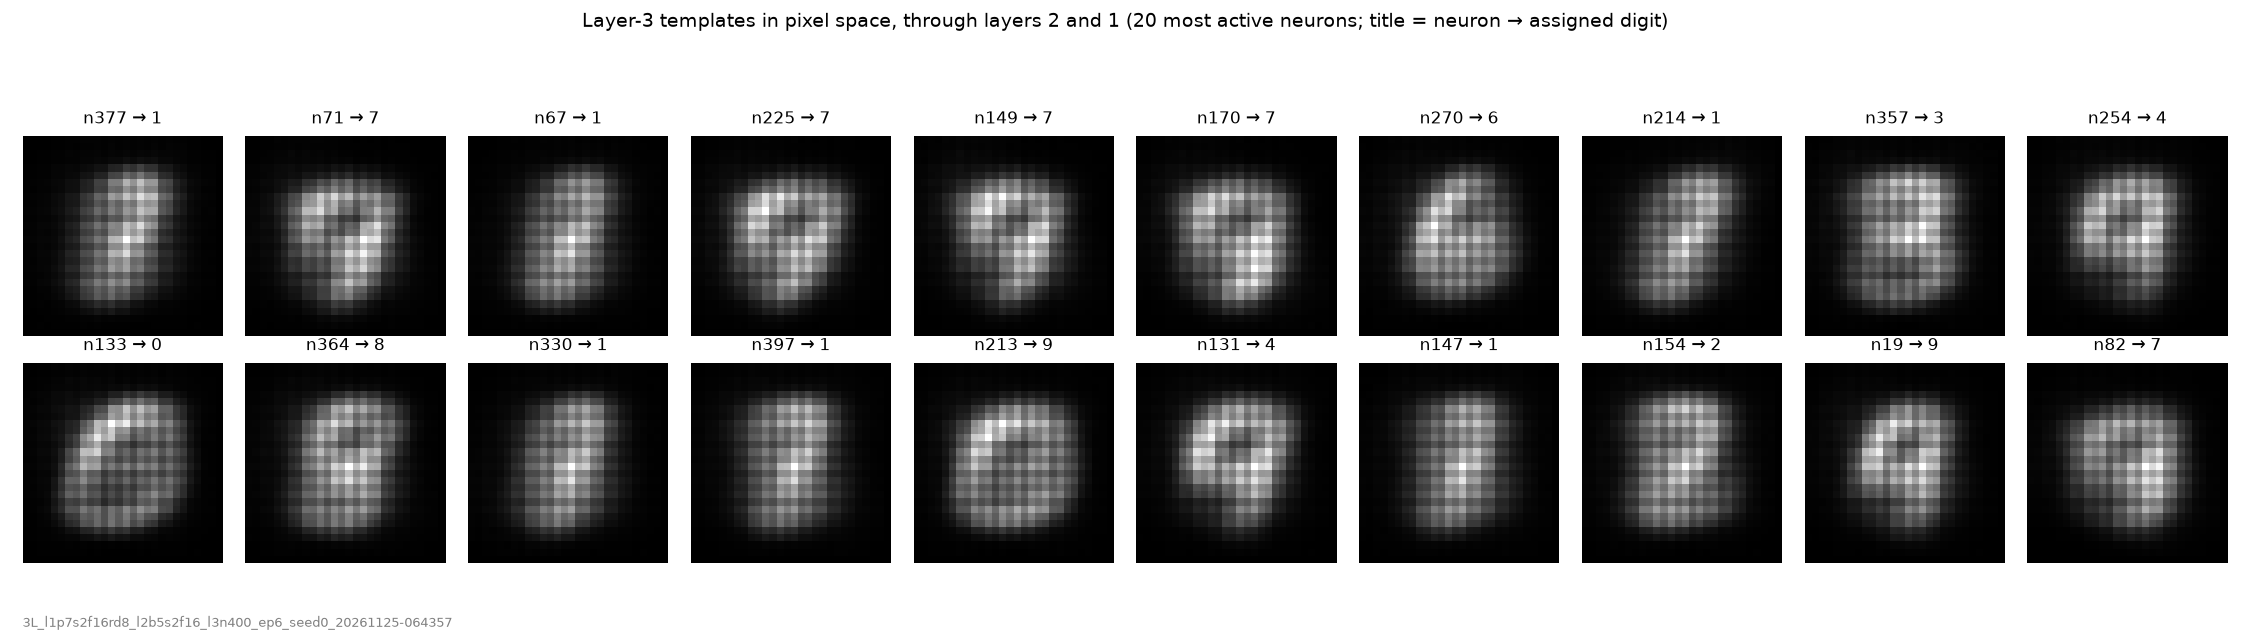 Layer-3 templates in pixel space, through layers 2 and 1 (20 most active neurons; title = neuron → assigned digit)
n377 → 1 n71 → 7 n67 → 1 n225 → 7 n149 → 7 n170 → 7 n270 → 6 n214 → 1 n357 → 3 n254 → 4
n133 → 0 n364 → 8 n330 → 1 n397 → 1 n213 → 9 n131 → 4 n147 → 1 n154 → 2 n19 → 9 n82 → 7
3L_l1p7s2f16rd8_l2b5s2f16_l3n400_ep6_seed0_20261125-064357